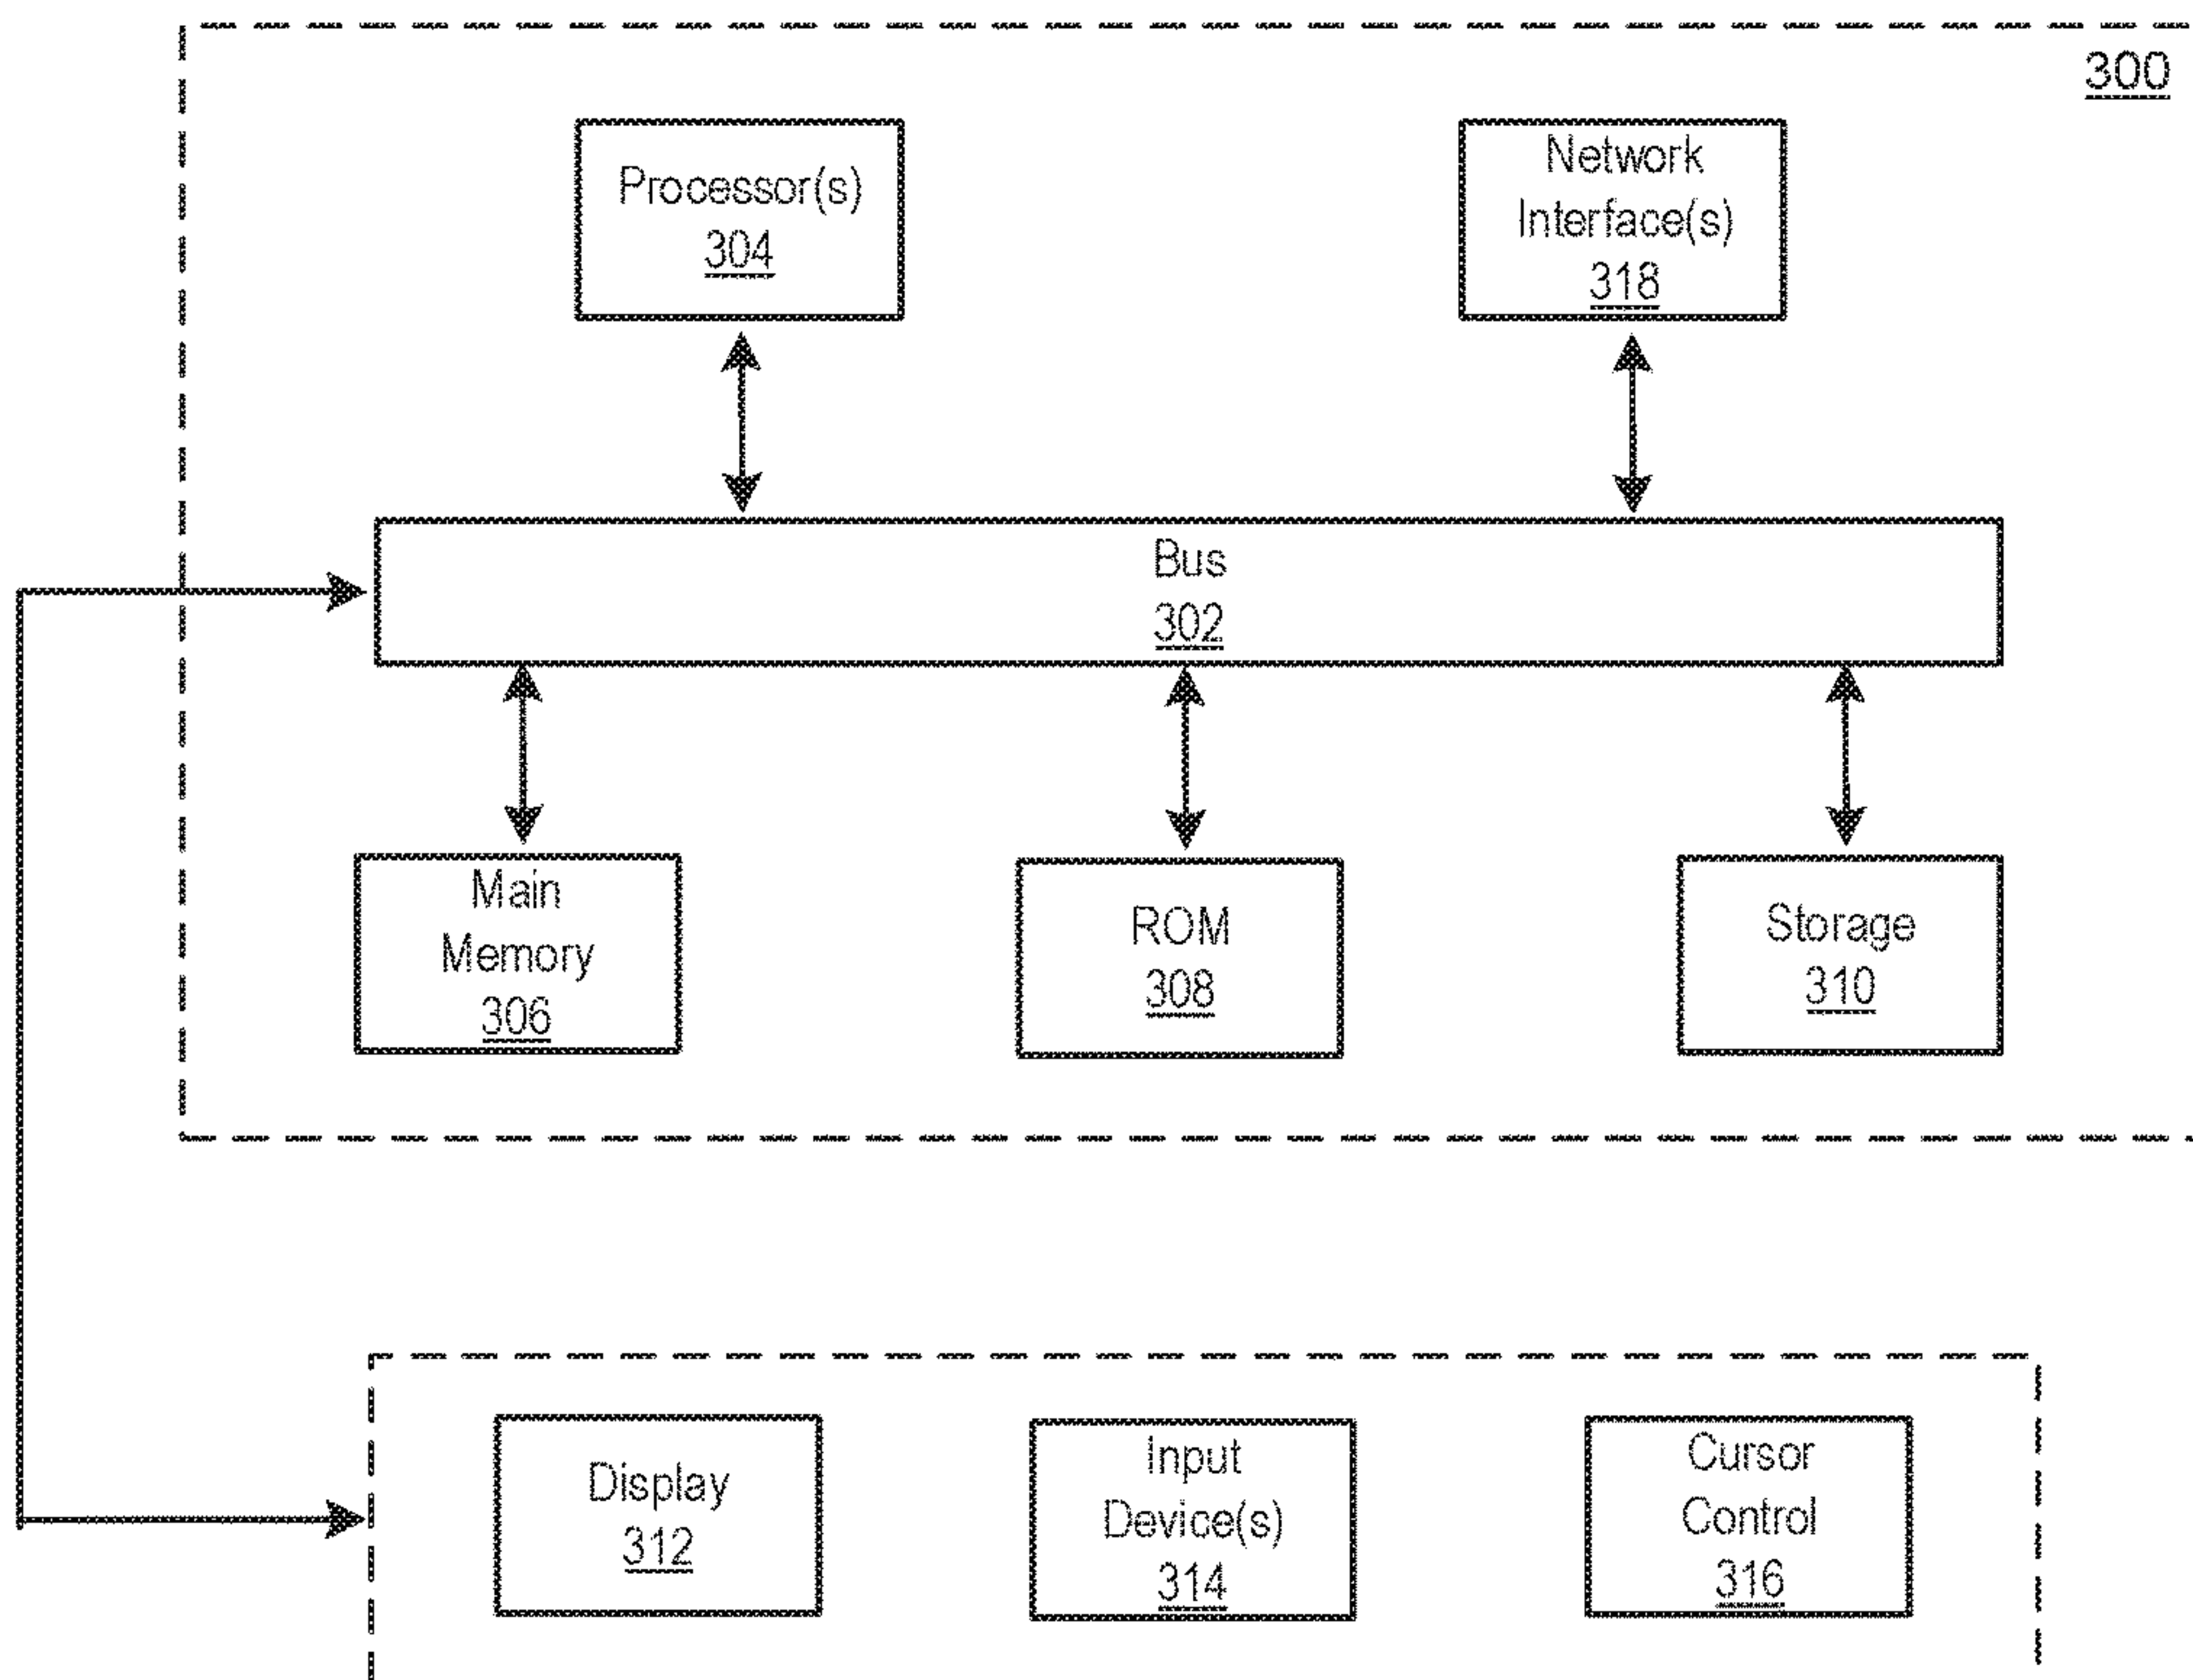 300
Processor(s)
304
Network
Interface(s)
318
Bus
302
Main
Memory
306
ROM
308
Storage
310
Display
312
Input
Device(s)
314
Cursor
Control
316